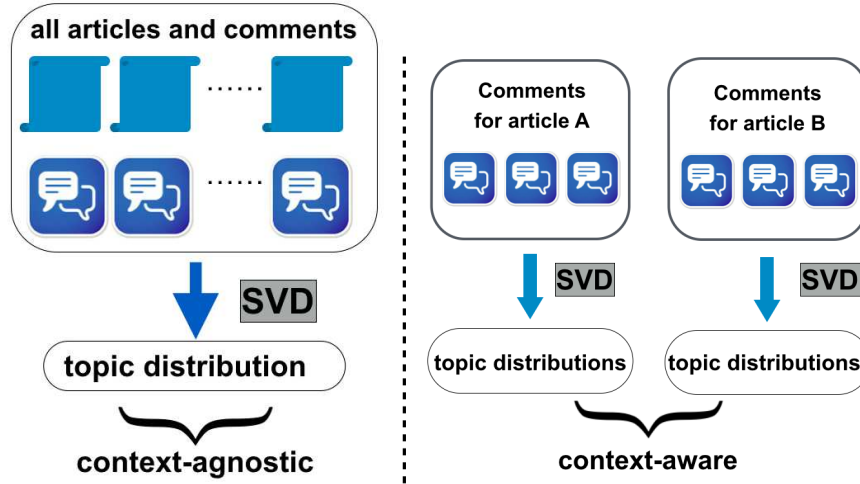 all articles and comments
......
......
SVD
topic distribution
context-agnostic
Comments
for article A
SVD
topic distributions
Comments
for article B
SVD
topic distributions
context-aware